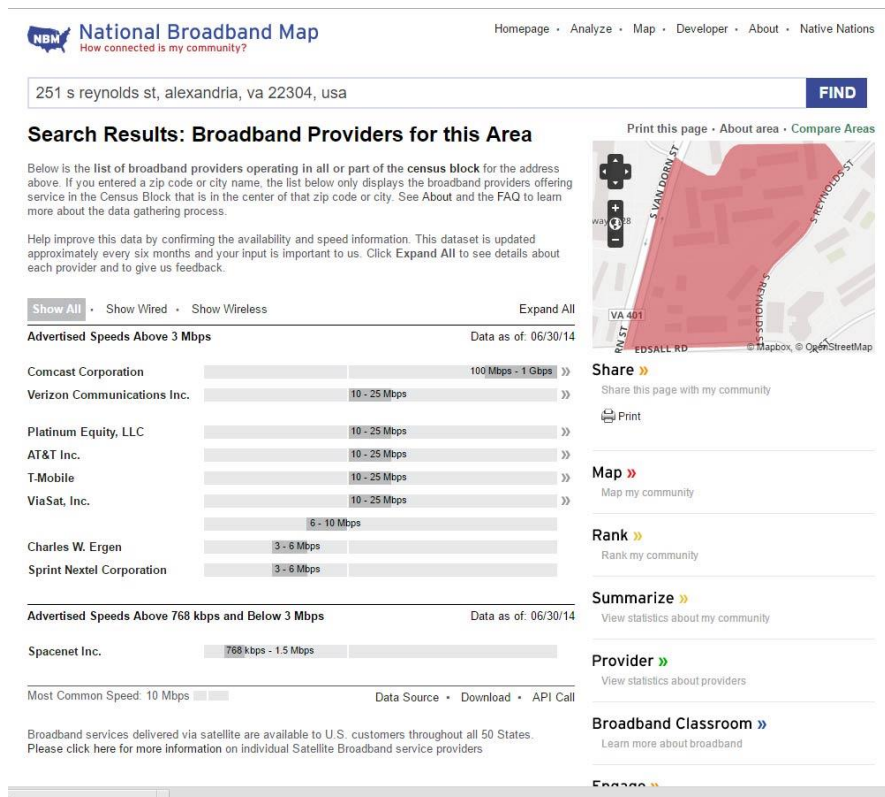 NBM
National Broadband Map
How connected is my community?
Homepage · Analyze · Map · Developer · About · Native Nations
251 s reynolds st, alexandria, va 22304, usa
FIND
Search Results: Broadband Providers for this Area
Below is the list of broadband providers operating in all or part of the census block for the address
above. If you entered a zip code or city name, the list below only displays the broadband providers offering
service in the Census Block that is in the center of that zip code or city. See About and the FAQ to learn
more about the data gathering process.
Help improve this data by confirming the availability and speed information. This dataset is updated
approximately every six months and your input is important to us. Click Expand All to see details about
each provider and to give us feedback.
Show All · Show Wired · Show Wireless
Expand All
Advertised Speeds Above 3 Mbps
Data as of: 06/30/14
Comcast Corporation
100 Mbps - 1 Gbps »
Verizon Communications Inc.
10 - 25 Mbps »
Platinum Equity, LLC
10 - 25 Mbps »
AT&T Inc.
10 - 25 Mbps »
T-Mobile
10 - 25 Mbps »
ViaSat, Inc.
10 - 25 Mbps »
6 - 10 Mbps
Charles W. Ergen
3 - 6 Mbps
Sprint Nextel Corporation
3 - 6 Mbps
Advertised Speeds Above 768 kbps and Below 3 Mbps
Data as of: 06/30/14
Spacenet Inc.
768 kbps - 1.5 Mbps
Most Common Speed: 10 Mbps
Data Source • Download • API Call
Broadband services delivered via satellite are available to U.S. customers throughout all 50 States.
Please click here for more information on individual Satellite Broadband service providers
Print this page · About area · Compare Areas
S VAN DORN ST
S REYNOLDS ST
S REYNOLDS ST
VA 401
RN ST
EDSALL RD
© Mapbox, © OpenStreetMap
Share »
Share this page with my community
Print
Map »
Map my community
Rank »
Rank my community
Summarize »
View statistics about my community
Provider »
View statistics about providers
Broadband Classroom »
Learn more about broadband
Engage »